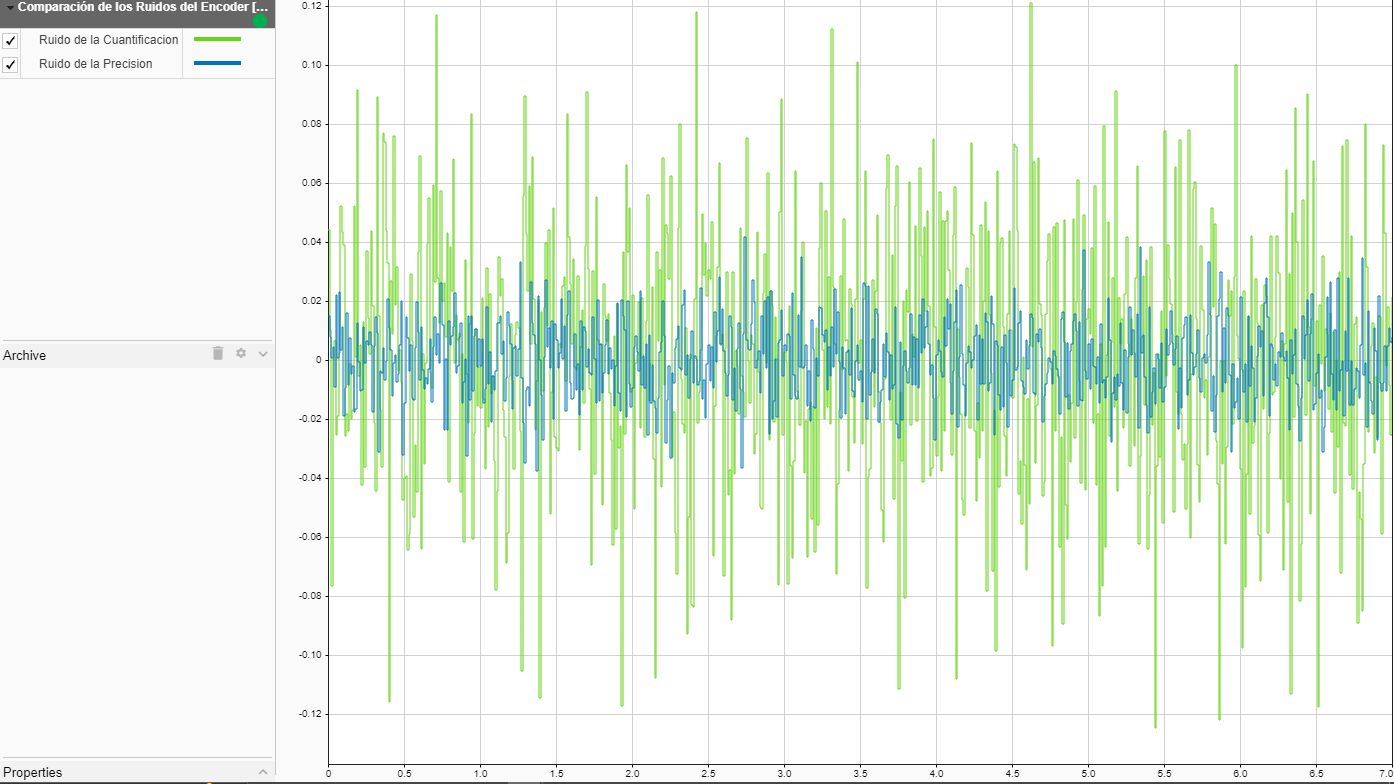 Comparación de los Ruidos del Encoder [...
Ruido de la Cuantificacion
Ruido de la Precision
Archive
Properties
0.12
0.10
0.08
0.06
0.04
0.02
0
-0.02
-0.04
-0.06
-0.08
-0.10
-0.12
0 0.5 1.0 1.5 2.0 2.5 3.0 3.5 4.0 4.5 5.0 5.5 6.0 6.5 7.0